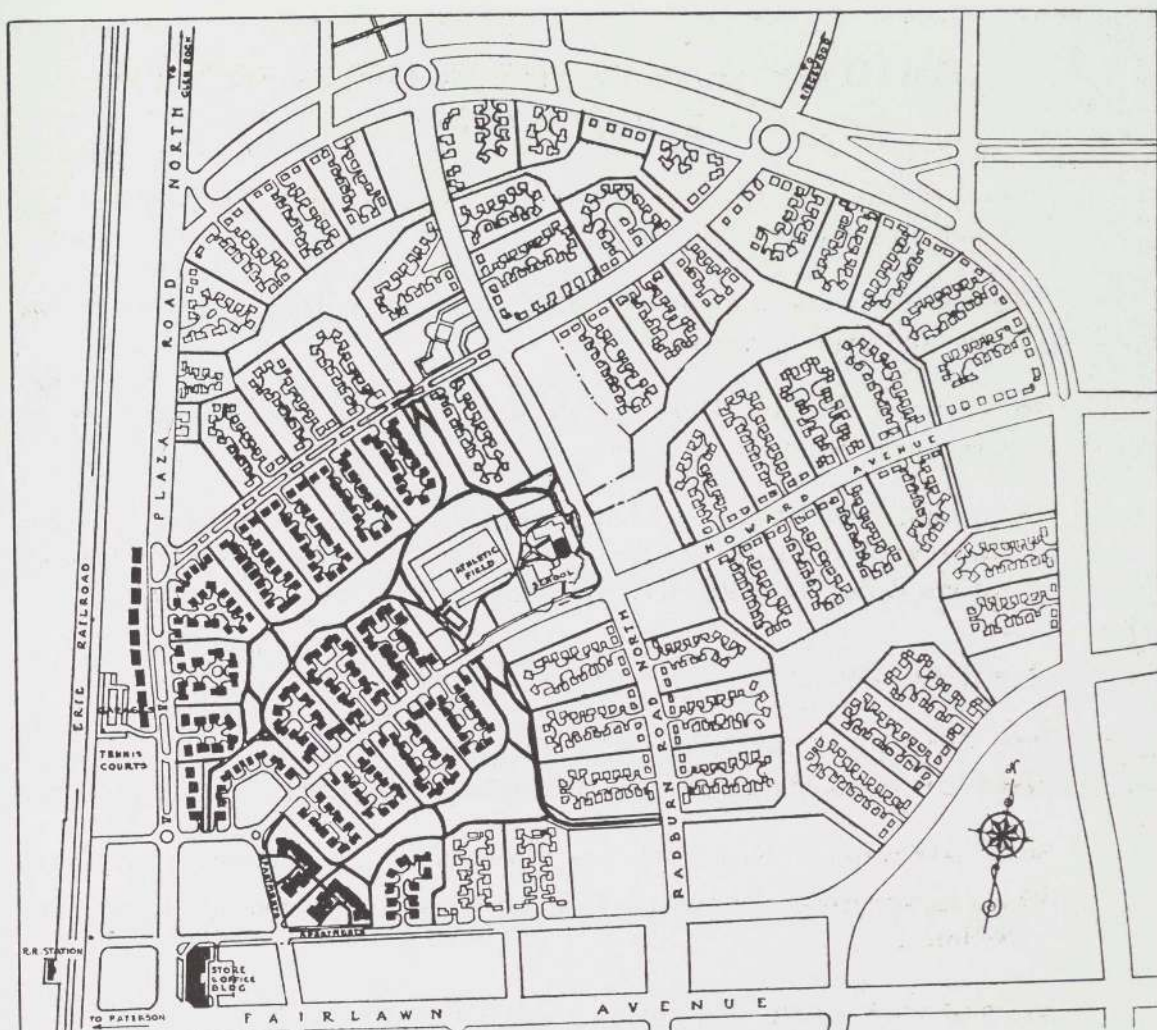 TO
GLEN ROCK
PLAZA ROAD NORTH
ERIE RAILROAD
HOWARD AVENUE
ATHLETIC
FIELD
SCHOOL
GARAGES
TENNIS
COURTS
RADBURN ROAD NORTH
N
APARTMENTS
APARTMENTS
R.R. STATION
STORE
& OFFICE
BLDG
TO PATERSON
FAIRLAWN AVENUE